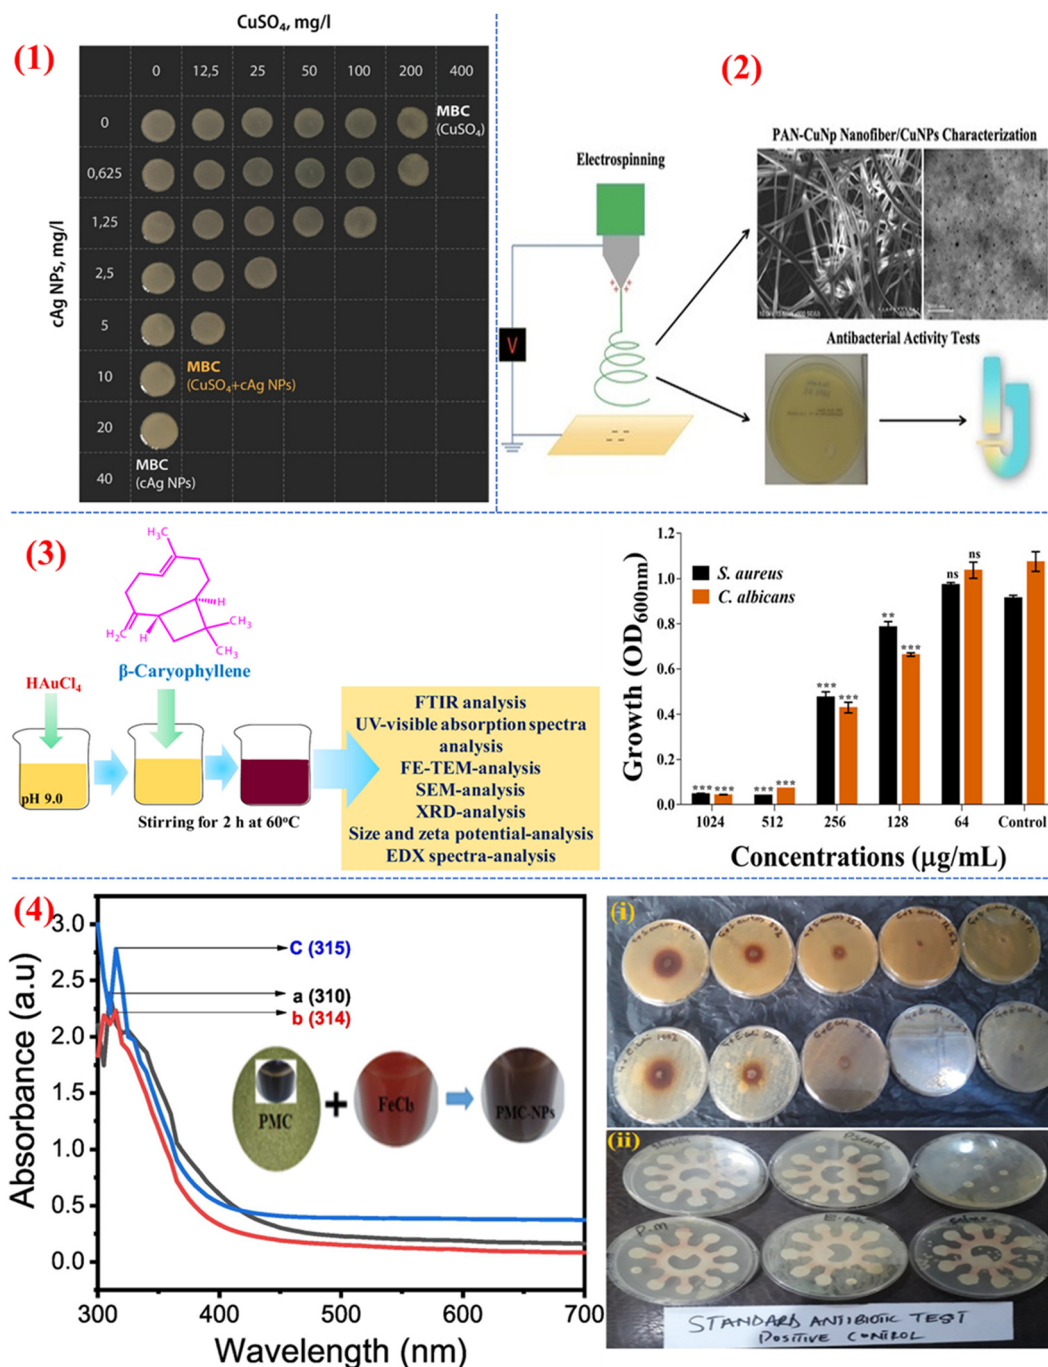 (1)
CuSO₄, mg/l
0 12,5 25 50 100 200 400
cAg NPs, mg/l
0
MBC
(CuSO₄)
0,625
1,25
2,5
5
10
MBC
(CuSO₄+cAg NPs)
20
40
MBC
(cAg NPs)
(2)
PAN-CuNp Nanofiber/CuNPs Characterization
Electrospinning
V
Antibacterial Activity Tests
(3)
H₃C
H
H₂C
H
CH₃
CH₃
β-Caryophyllene
HAuCl₄
pH 9.0
Stirring for 2 h at 60°C
FTIR analysis
UV-visible absorption spectra
analysis
FE-TEM-analysis
SEM-analysis
XRD-analysis
Size and zeta potential-analysis
EDX spectra-analysis
Growth (OD600nm)
1.2
1.0
0.8
0.6
0.4
0.2
0.0
S. aureus
C. albicans
*** ***
*** ***
*** ***
** ***
ns ns
1024 512 256 128 64 Control
Concentrations (µg/mL)
(4)
Absorbance (a.u)
3.0
2.5
2.0
1.5
1.0
0.5
0.0
C (315)
a (310)
b (314)
PMC
+
FeCl₃
PMC-NPs
300 400 500 600 700
Wavelength (nm)
(i)
(ii)
Pseudo
P.M
STANDARD ANTIBIOTIC TEST
POSITIVE CONTROL